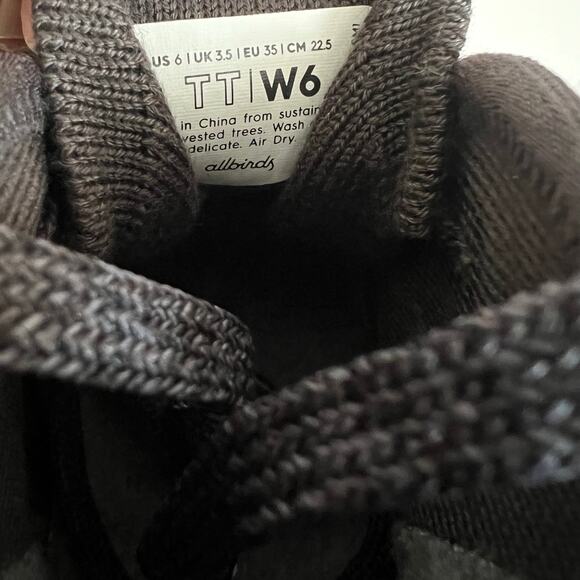 US 6 | UK 3.5 | EU 35 | CM 22.5
TT | W6
in China from sustain
vested trees. Wash
delicate. Air Dry.
allbirds